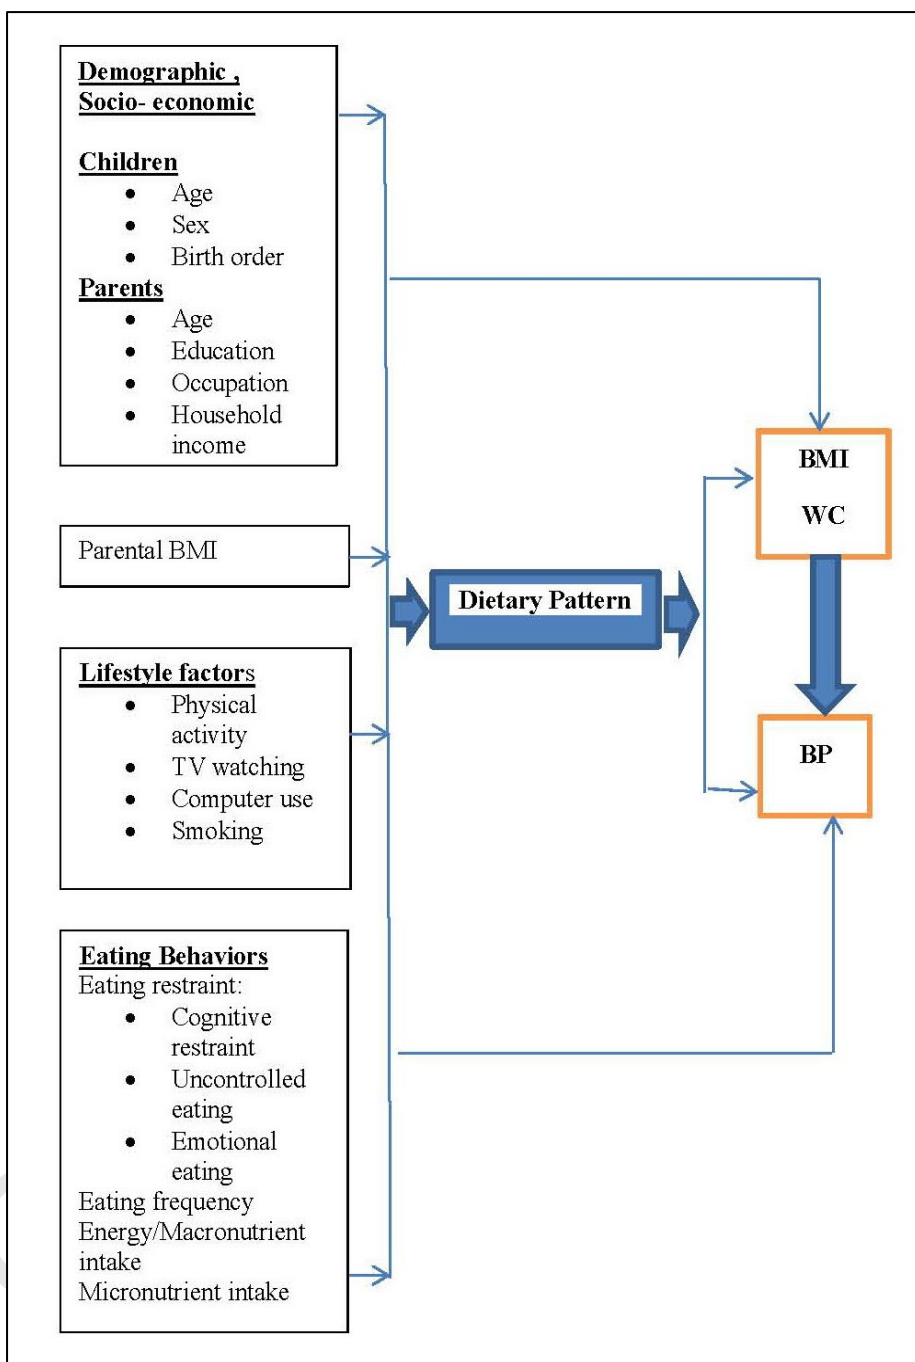 Demographic ,
Socio- economic
Children
• Age
• Sex
• Birth order
Parents
• Age
• Education
• Occupation
• Household
income
Parental BMI
Lifestyle factors
• Physical
activity
• TV watching
• Computer use
• Smoking
Eating Behaviors
Eating restraint:
• Cognitive
restraint
• Uncontrolled
eating
• Emotional
eating
Eating frequency
Energy/Macronutrient
intake
Micronutrient intake
Dietary Pattern
BMI
WC
BP